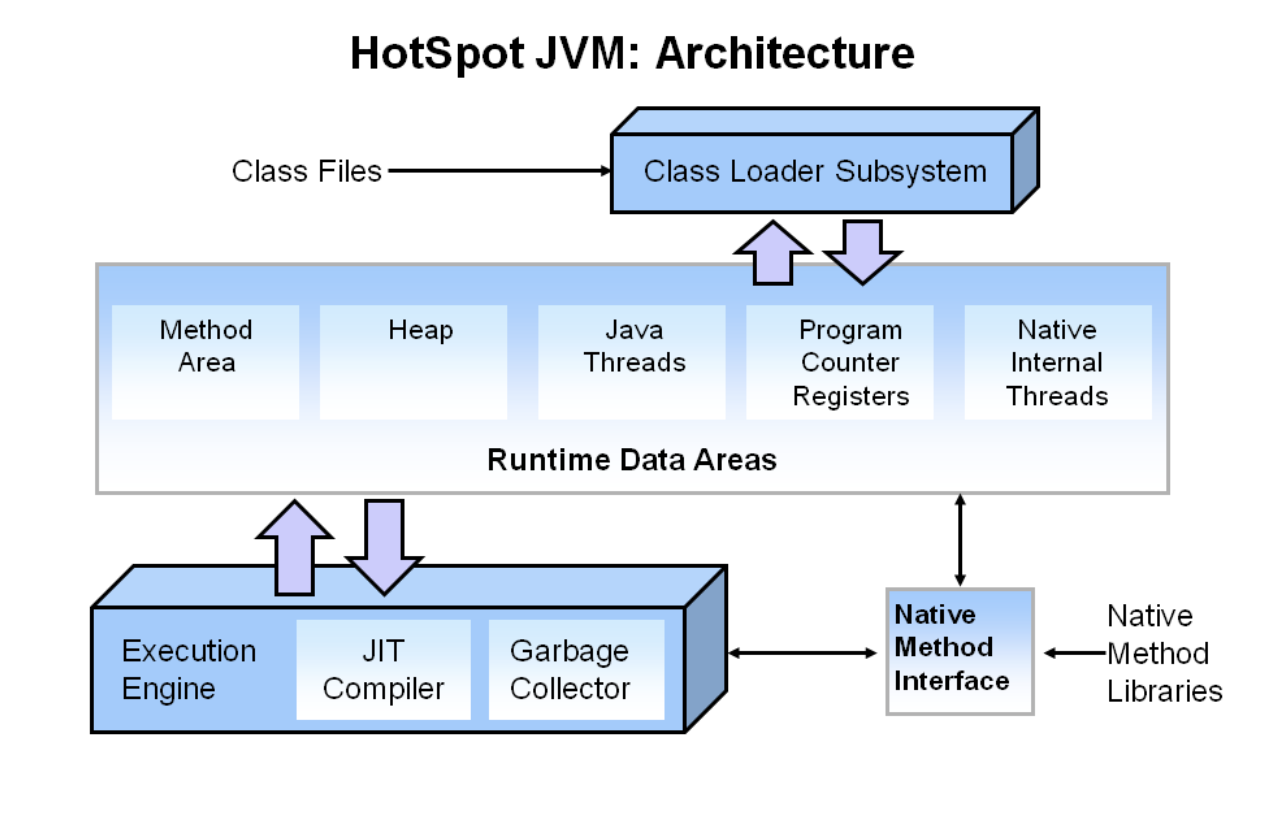 HotSpot JVM: Architecture
Class Files
Class Loader Subsystem
Method
Area
Heap
Java
Threads
Program
Counter
Registers
Native
Internal
Threads
Runtime Data Areas
Execution
Engine
JIT
Compiler
Garbage
Collector
Native
Method
Interface
Native
Method
Libraries